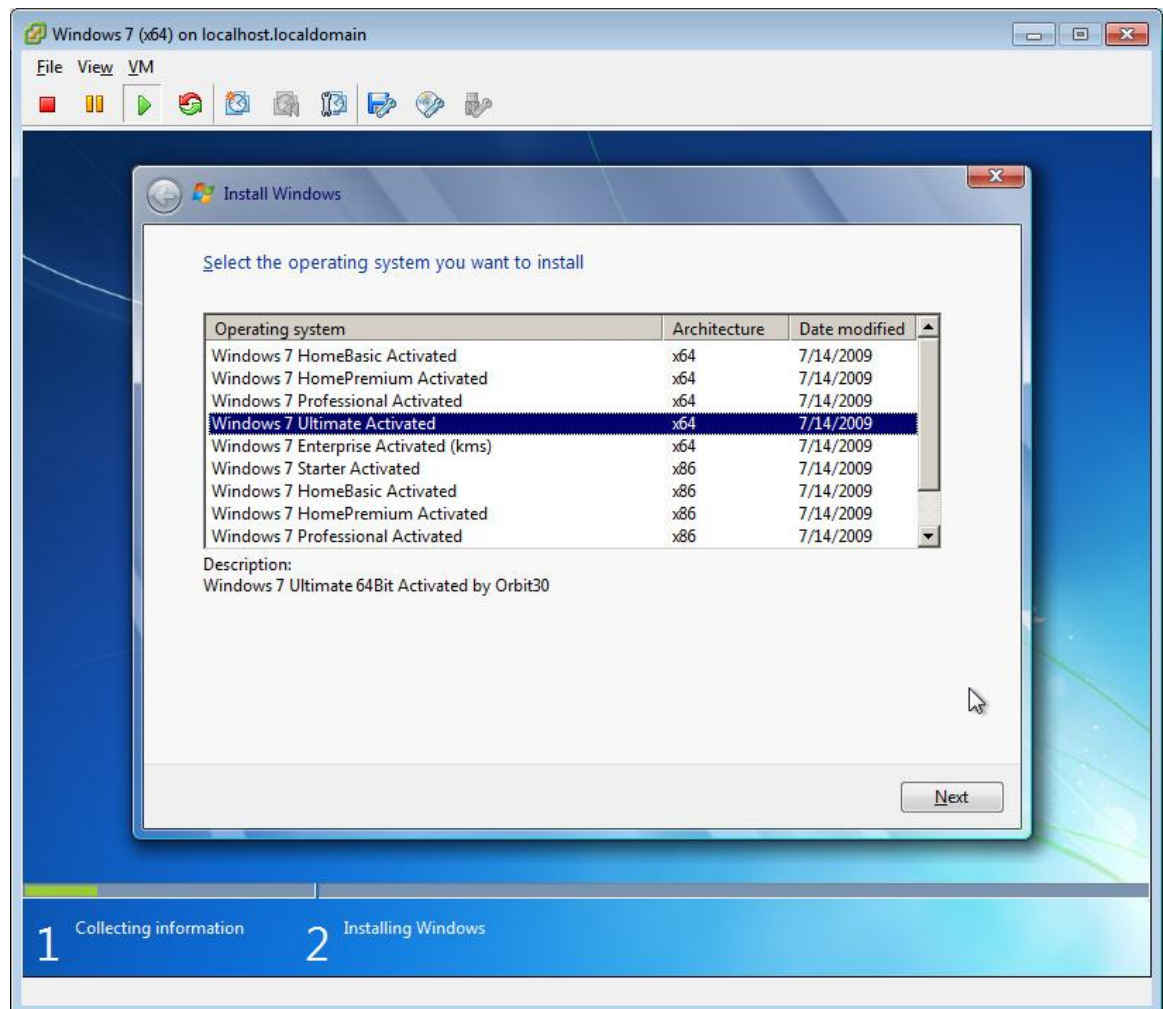 Windows 7 (x64) on localhost.localdomain
File View VM
Install Windows
Select the operating system you want to install
Operating system Architecture Date modified
Windows 7 HomeBasic Activated x64 7/14/2009
Windows 7 HomePremium Activated x64 7/14/2009
Windows 7 Professional Activated x64 7/14/2009
Windows 7 Ultimate Activated x64 7/14/2009
Windows 7 Enterprise Activated (kms) x64 7/14/2009
Windows 7 Starter Activated x86 7/14/2009
Windows 7 HomeBasic Activated x86 7/14/2009
Windows 7 HomePremium Activated x86 7/14/2009
Windows 7 Professional Activated x86 7/14/2009
Description:
Windows 7 Ultimate 64Bit Activated by Orbit30
Next
1 Collecting information 2 Installing Windows